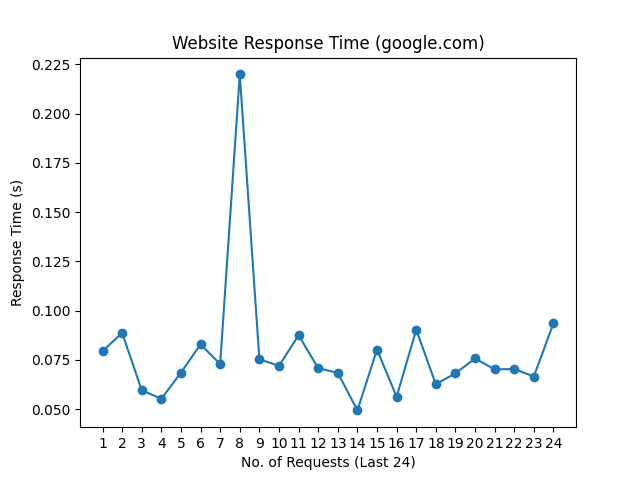 Website Response Time (google.com)
0.225
0.200
0.175
0.150
0.125
0.100
0.075
0.050
Response Time (s)
1 2 3 4 5 6 7 8 9 10 11 12 13 14 15 16 17 18 19 20 21 22 23 24
No. of Requests (Last 24)